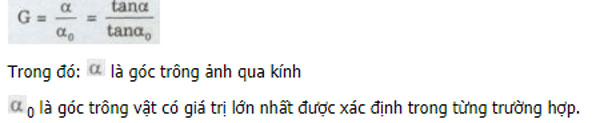 G = α/α₀ = tanα/tanα₀
Trong đó: α là góc trông ảnh qua kính
α₀ là góc trông vật có giá trị lớn nhất được xác định trong từng trường hợp.